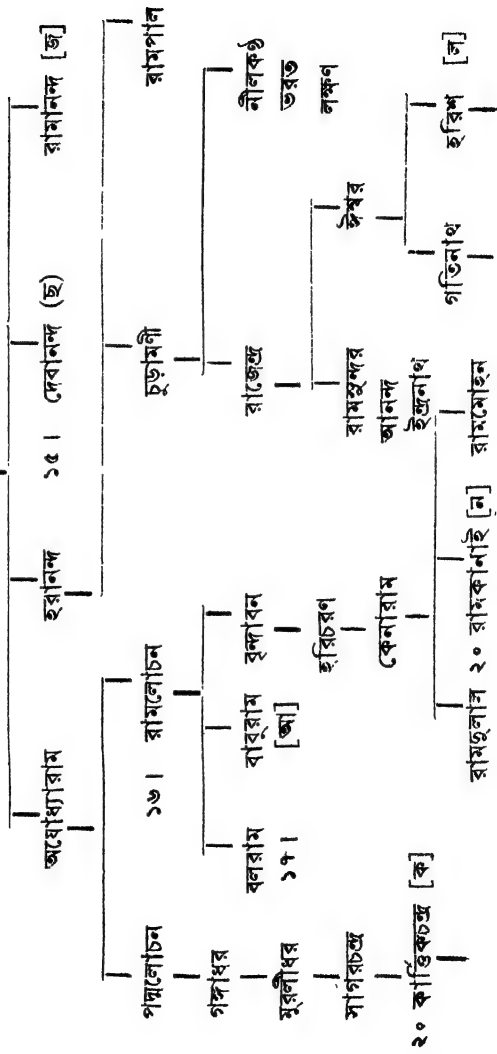 অযোধ্যারাম হরানন্দ ১৫। দেবানন্দ (ছ) রামানন্দ [জ]
পদ্মলোচন ১৬। রামলোচন চুড়ামণী রামপাল
গঙ্গাধর বলরাম বাবুরাম বৃন্দাবন রাজেন্দ্র নীলকণ্ঠ
১৭। [আ] ভরত
মুরলীধর হরিচরণ লক্ষণ
সাগরচন্দ্র কেনারাম রামসুন্দর ঈশ্বর
আনন্দ
ইন্দ্রনাথ
২০ কার্ত্তিকচন্দ্র [ক] রামদুলাল ২০ রামকানাই [ন] রামমোহন গতিনাথ হরিশ [ল]